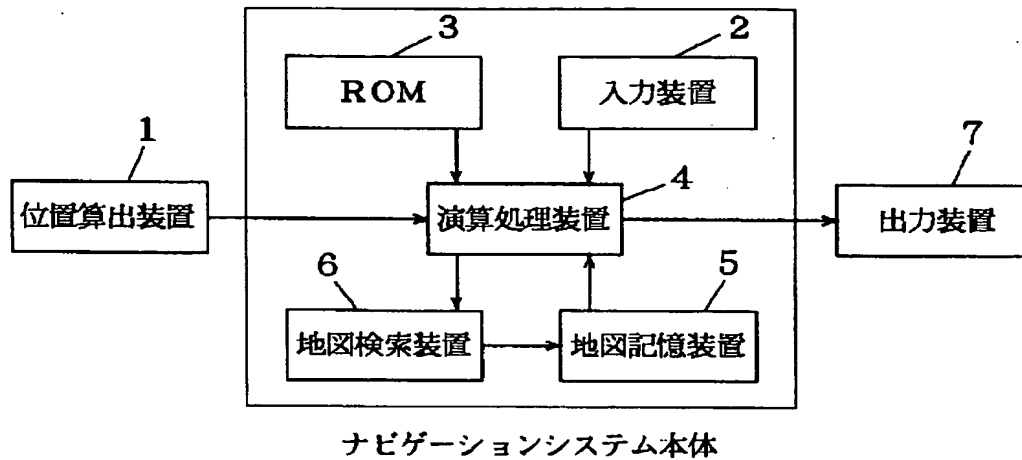 3
2
ROM
入力装置
1
7
位置算出装置
4
演算処理装置
出力装置
6
5
地図検索装置
地図記憶装置
ナビゲーションシステム本体